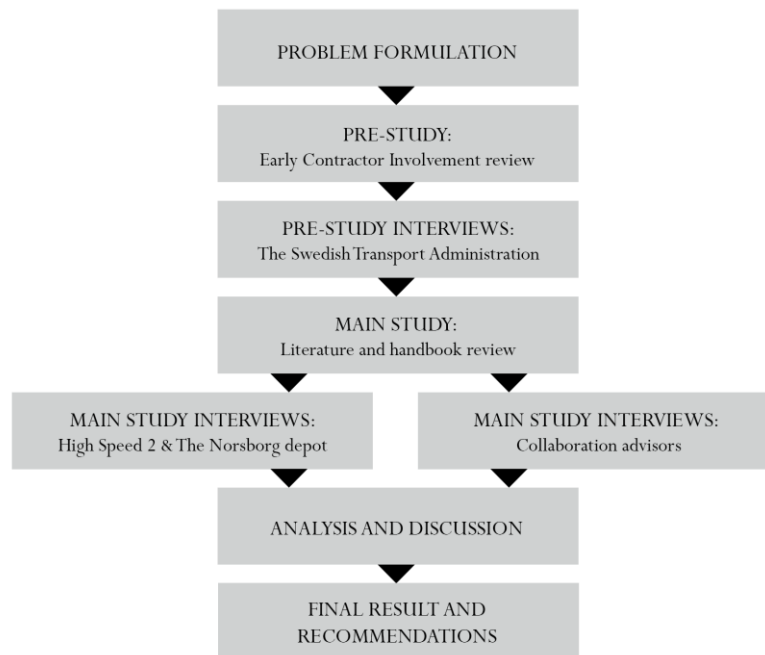 PROBLEM FORMULATION
PRE-STUDY:
Early Contractor Involvement review
PRE-STUDY INTERVIEWS:
The Swedish Transport Administration
MAIN STUDY:
Literature and handbook review
MAIN STUDY INTERVIEWS:
High Speed 2 & The Norsborg depot
MAIN STUDY INTERVIEWS:
Collaboration advisors
ANALYSIS AND DISCUSSION
FINAL RESULT AND
RECOMMENDATIONS